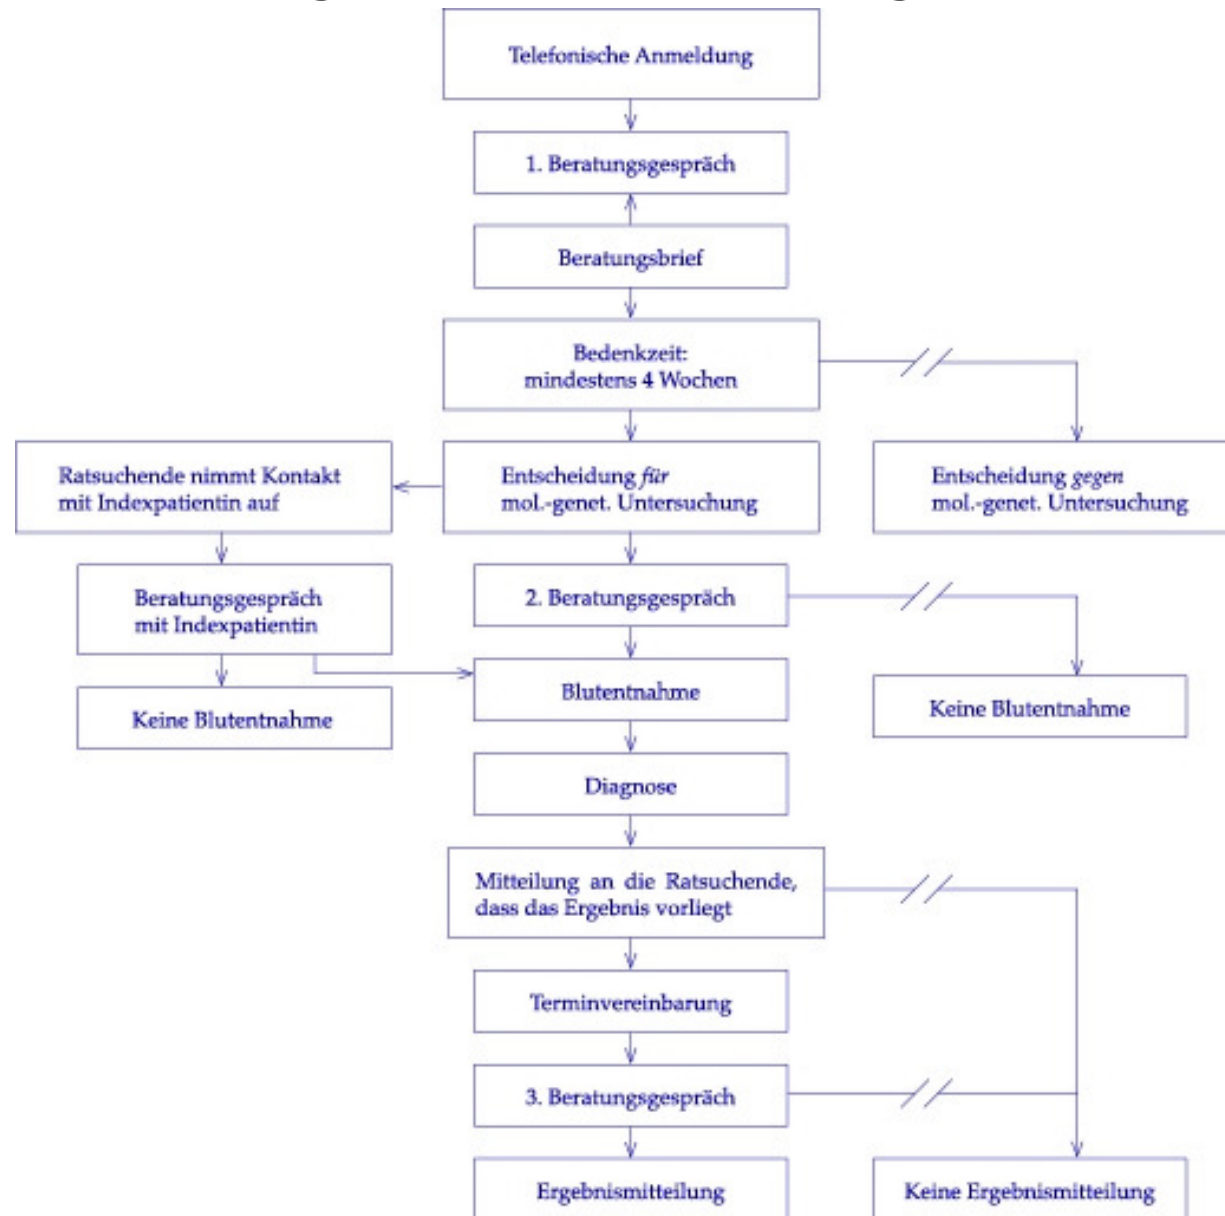 Telefonische Anmeldung
1. Beratungsgespräch
Beratungsbrief
Bedenkzeit:
mindestens 4 Wochen
Ratsuchende nimmt Kontakt
mit Indexpatientin auf
Entscheidung für
mol.-genet. Untersuchung
Entscheidung gegen
mol.-genet. Untersuchung
Beratungsgespräch
mit Indexpatientin
2. Beratungsgespräch
Keine Blutentnahme
Blutentnahme
Keine Blutentnahme
Diagnose
Mitteilung an die Ratsuchende,
dass das Ergebnis vorliegt
Terminvereinbarung
3. Beratungsgespräch
Ergebnismitteilung
Keine Ergebnismitteilung